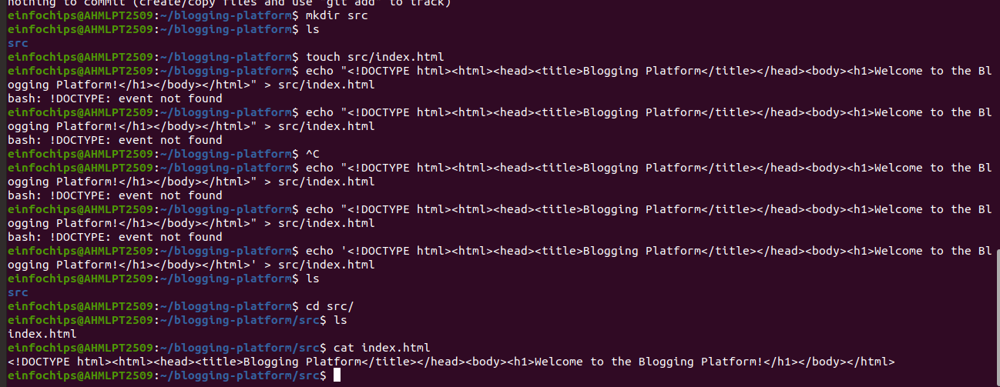 nothing to commit (create/copy files and use "git add" to track)
einfochips@AHMLPT2509:~/blogging-platform$ mkdir src
einfochips@AHMLPT2509:~/blogging-platform$ ls
src
einfochips@AHMLPT2509:~/blogging-platform$ touch src/index.html
einfochips@AHMLPT2509:~/blogging-platform$ echo "<!DOCTYPE html><html><head><title>Blogging Platform</title></head><body><h1>Welcome to the Bl
ogging Platform!</h1></body></html>" > src/index.html
bash: !DOCTYPE: event not found
einfochips@AHMLPT2509:~/blogging-platform$ echo "<!DOCTYPE html><html><head><title>Blogging Platform</title></head><body><h1>Welcome to the Bl
ogging Platform!</h1></body></html>" > src/index.html
bash: !DOCTYPE: event not found
einfochips@AHMLPT2509:~/blogging-platform$ ^C
einfochips@AHMLPT2509:~/blogging-platform$ echo "<!DOCTYPE html><html><head><title>Blogging Platform</title></head><body><h1>Welcome to the Bl
ogging Platform!</h1></body></html>" > src/index.html
bash: !DOCTYPE: event not found
einfochips@AHMLPT2509:~/blogging-platform$ echo "<!DOCTYPE html><html><head><title>Blogging Platform</title></head><body><h1>Welcome to the Bl
ogging Platform!</h1></body></html>" > src/index.html
bash: !DOCTYPE: event not found
einfochips@AHMLPT2509:~/blogging-platform$ echo '<!DOCTYPE html><html><head><title>Blogging Platform</title></head><body><h1>Welcome to the Bl
ogging Platform!</h1></body></html>' > src/index.html
einfochips@AHMLPT2509:~/blogging-platform$ ls
src
einfochips@AHMLPT2509:~/blogging-platform$ cd src/
einfochips@AHMLPT2509:~/blogging-platform/src$ ls
index.html
einfochips@AHMLPT2509:~/blogging-platform/src$ cat index.html
<!DOCTYPE html><html><head><title>Blogging Platform</title></head><body><h1>Welcome to the Blogging Platform!</h1></body></html>
einfochips@AHMLPT2509:~/blogging-platform/src$